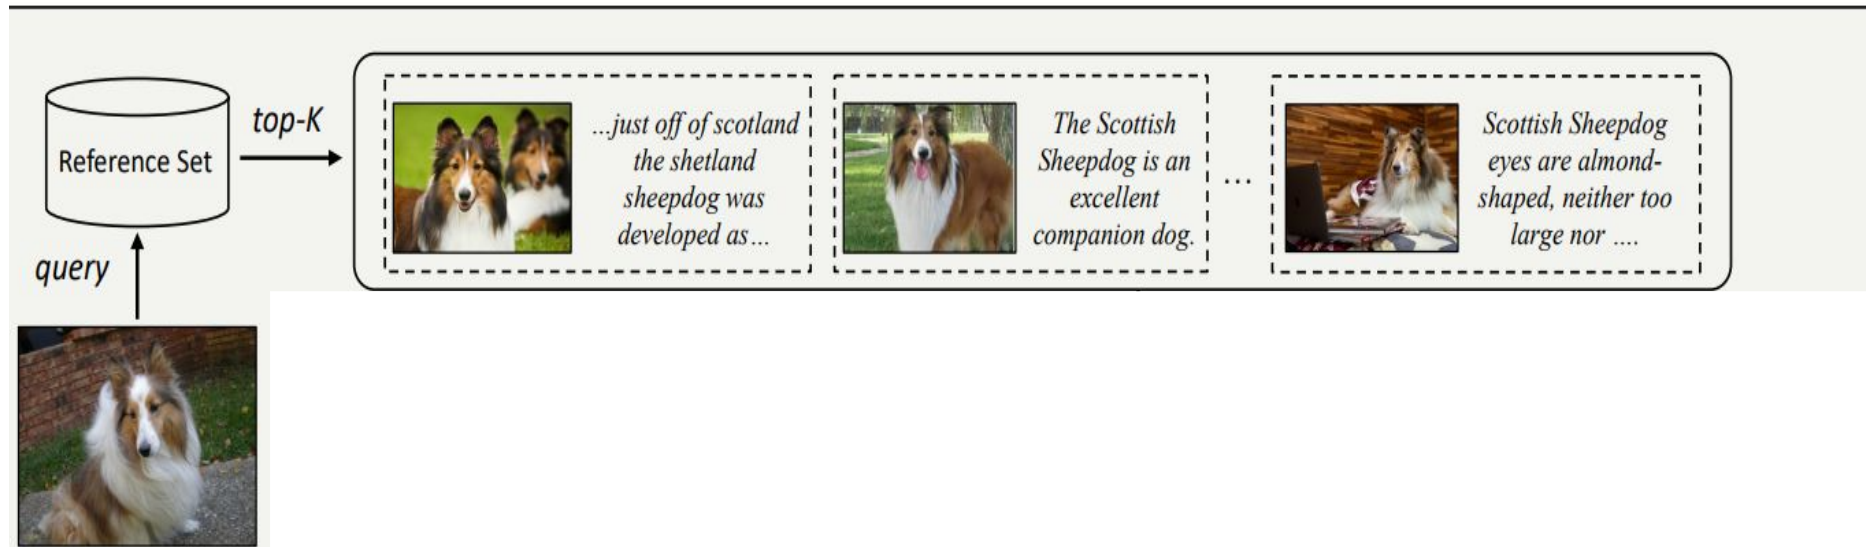 top-K
Reference Set
query
...just off of scotland
the shetland
sheepdog was
developed as...
The Scottish
Sheepdog is an
excellent
companion dog.
...
Scottish Sheepdog
eyes are almond-
shaped, neither too
large nor ....